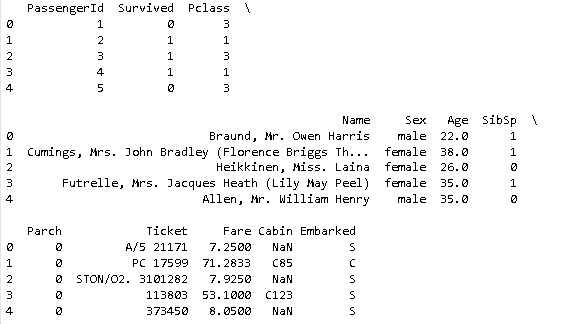 PassengerId Survived Pclass \
0 1 0 3
1 2 1 1
2 3 1 3
3 4 1 1
4 5 0 3
Name Sex Age SibSp \
0 Braund, Mr. Owen Harris male 22.0 1
1 Cumings, Mrs. John Bradley (Florence Briggs Th... female 38.0 1
2 Heikkinen, Miss. Laina female 26.0 0
3 Futrelle, Mrs. Jacques Heath (Lily May Peel) female 35.0 1
4 Allen, Mr. William Henry male 35.0 0
Parch Ticket Fare Cabin Embarked
0 0 A/5 21171 7.2500 NaN S
1 0 PC 17599 71.2833 C85 C
2 0 STON/O2. 3101282 7.9250 NaN S
3 0 113803 53.1000 C123 S
4 0 373450 8.0500 NaN S